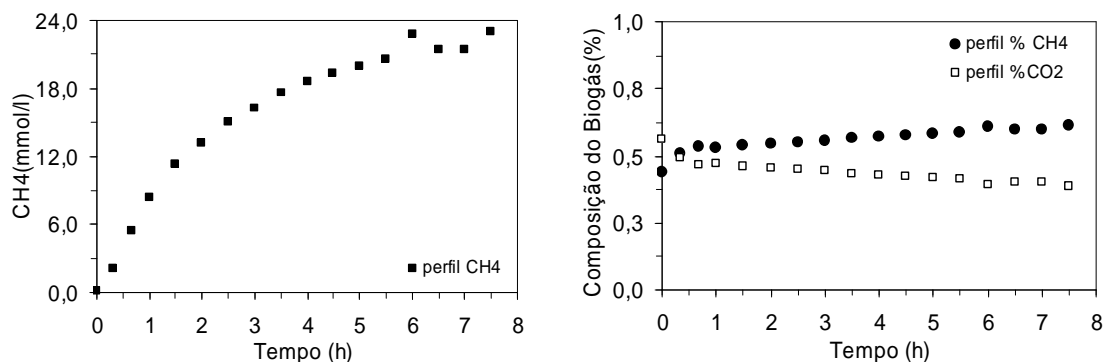 CH4(mmol/l)
24,0
18,0
12,0
6,0
0,0
0 1 2 3 4 5 6 7 8
Tempo (h)
perfil CH4
Composição do Biogás(%)
1,0
0,8
0,5
0,3
0,0
0 1 2 3 4 5 6 7 8
Tempo (h)
perfil % CH4
perfil %CO2